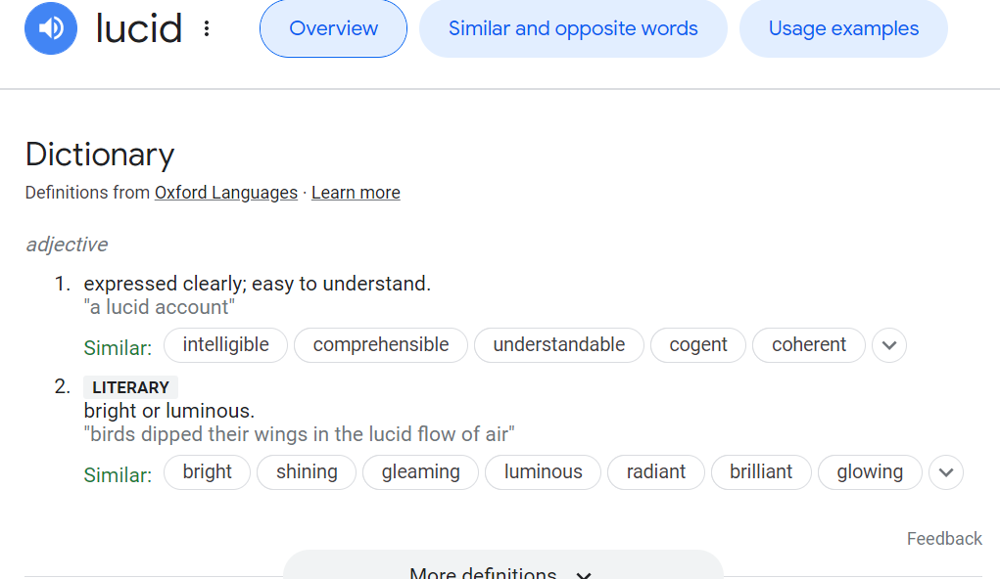 lucid
Overview
Similar and opposite words
Usage examples
Dictionary
Definitions from Oxford Languages · Learn more
adjective
1. expressed clearly; easy to understand.
"a lucid account"
Similar: intelligible comprehensible understandable cogent coherent
2. LITERARY
bright or luminous.
"birds dipped their wings in the lucid flow of air"
Similar: bright shining gleaming luminous radiant brilliant glowing
Feedback
More definitions